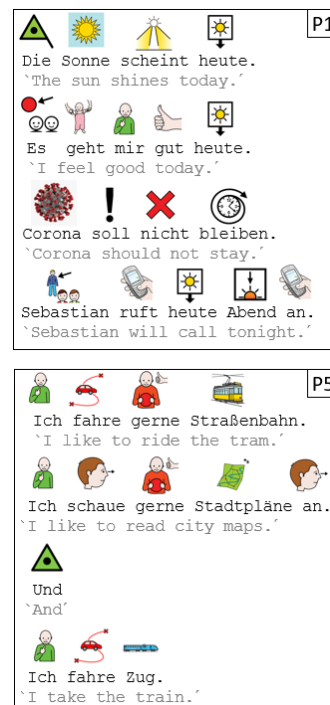 P1
Die Sonne scheint heute.
`The sun shines today.´
Es geht mir gut heute.
`I feel good today.´
Corona soll nicht bleiben.
`Corona should not stay.´
Sebastian ruft heute Abend an.
`Sebastian will call tonight.´
P5
Ich fahre gerne Straßenbahn.
`I like to ride the tram.´
Ich schaue gerne Stadtpläne an.
`I like to read city maps.´
Und
`And´
Ich fahre Zug.
`I take the train.´